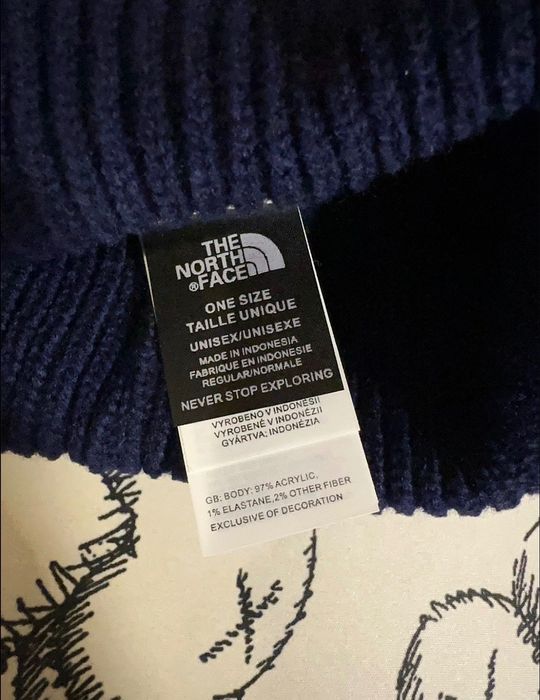 THE
NORTH
®FACE
ONE SIZE
TAILLE UNIQUE
UNISEX/UNISEXE
MADE IN INDONESIA
FABRIQUE EN INDONESIE
REGULAR/NORMALE
NEVER STOP EXPLORING
VYROBENO V INDONÉSII
VYROBENÉ V INDONÉZII
GYÁRTVA: INDONÉZIA
GB: BODY: 97% ACRYLIC,
1% ELASTANE,2% OTHER FIBER
EXCLUSIVE OF DECORATION